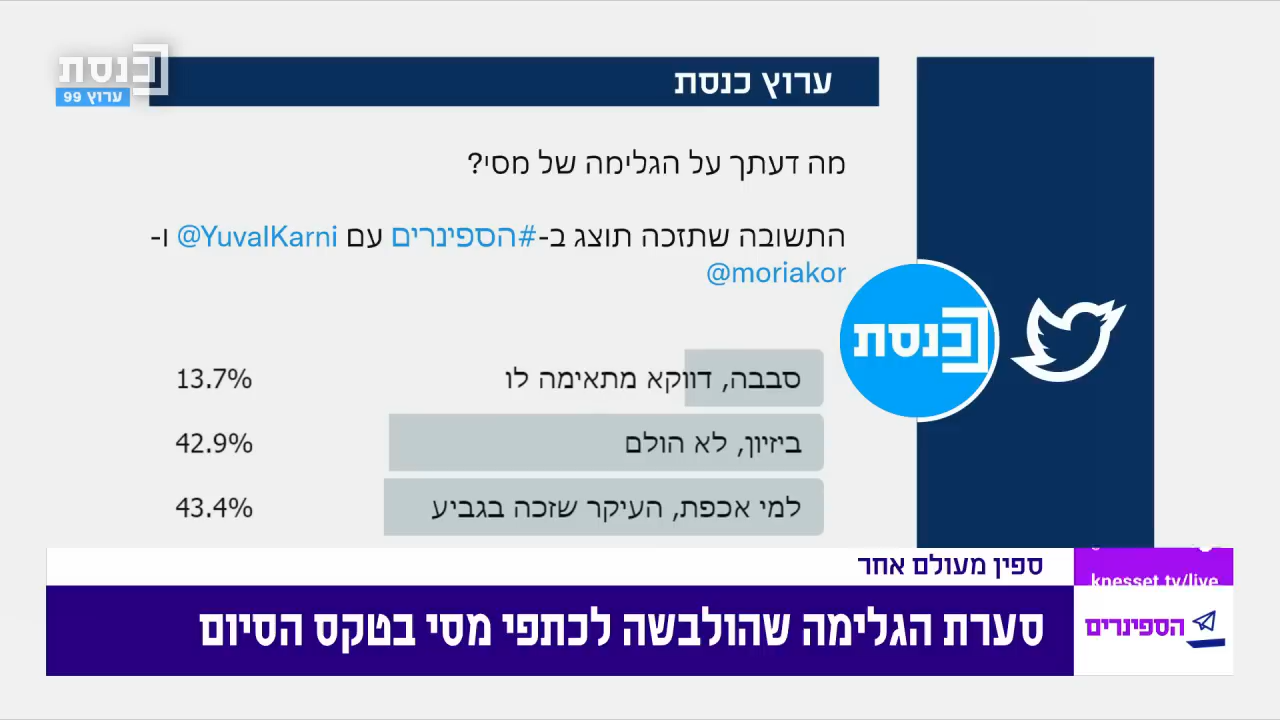 כנסת
ערוץ 99
ערוץ כנסת
מה דעתך על הגלימה של מסי?
התשובה שתזכה תוצג ב-#הספינרים עם @YuvalKarni ו-
@moriakor
כנסת
סבבה, דווקא מתאימה לו 13.7%
ביזיון, לא הולם 42.9%
למי אכפת, העיקר שזכה בגביע 43.4%
ספין מעולם אחר
knesset.tv/live
סערת הגלימה שהולבשה לכתפי מסי בטקס הסיום
הספינרים